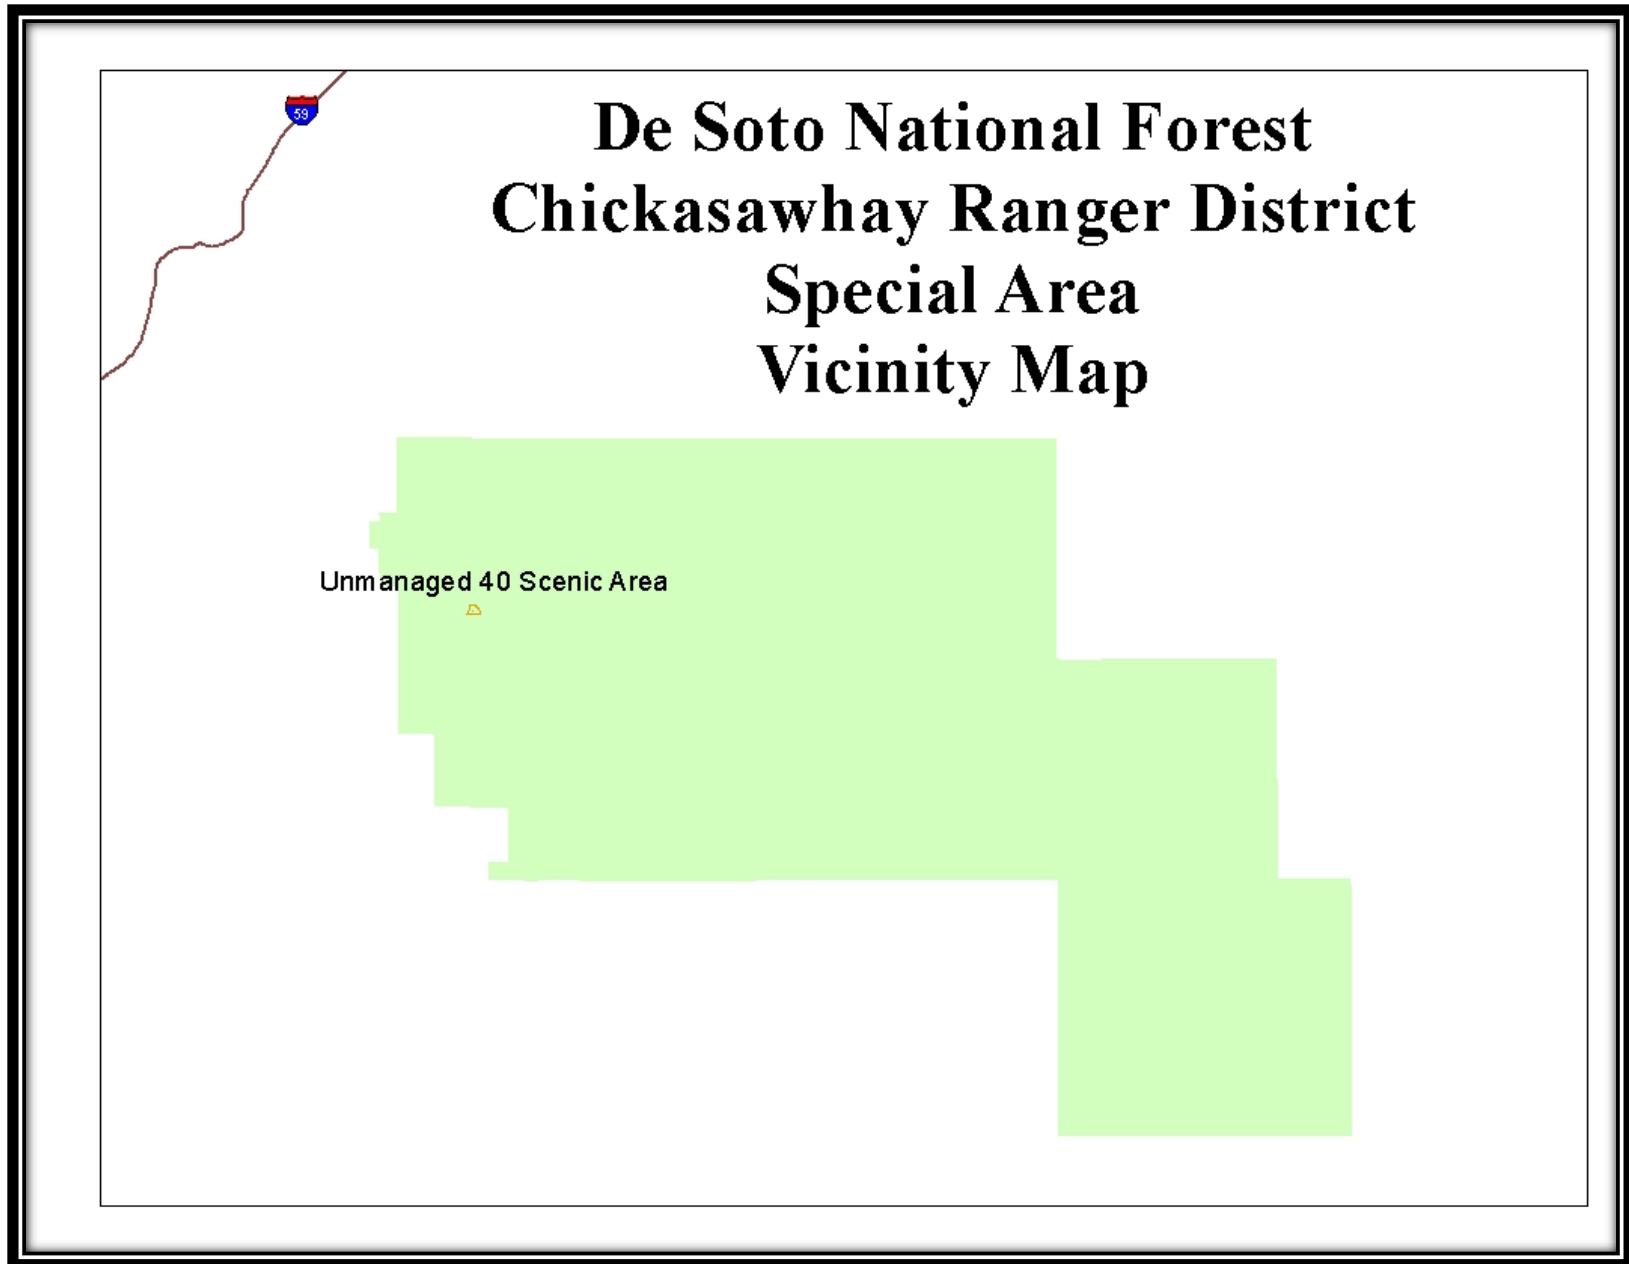 59
De Soto National Forest
Chickasawhay Ranger District
Special Area
Vicinity Map
Unmanaged 40 Scenic Area